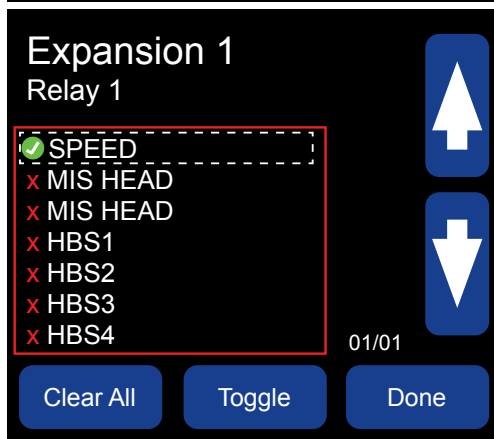 Expansion 1
Relay 1
SPEED
x MIS HEAD
x MIS HEAD
x HBS1
x HBS2
x HBS3
x HBS4
01/01
Clear All
Toggle
Done